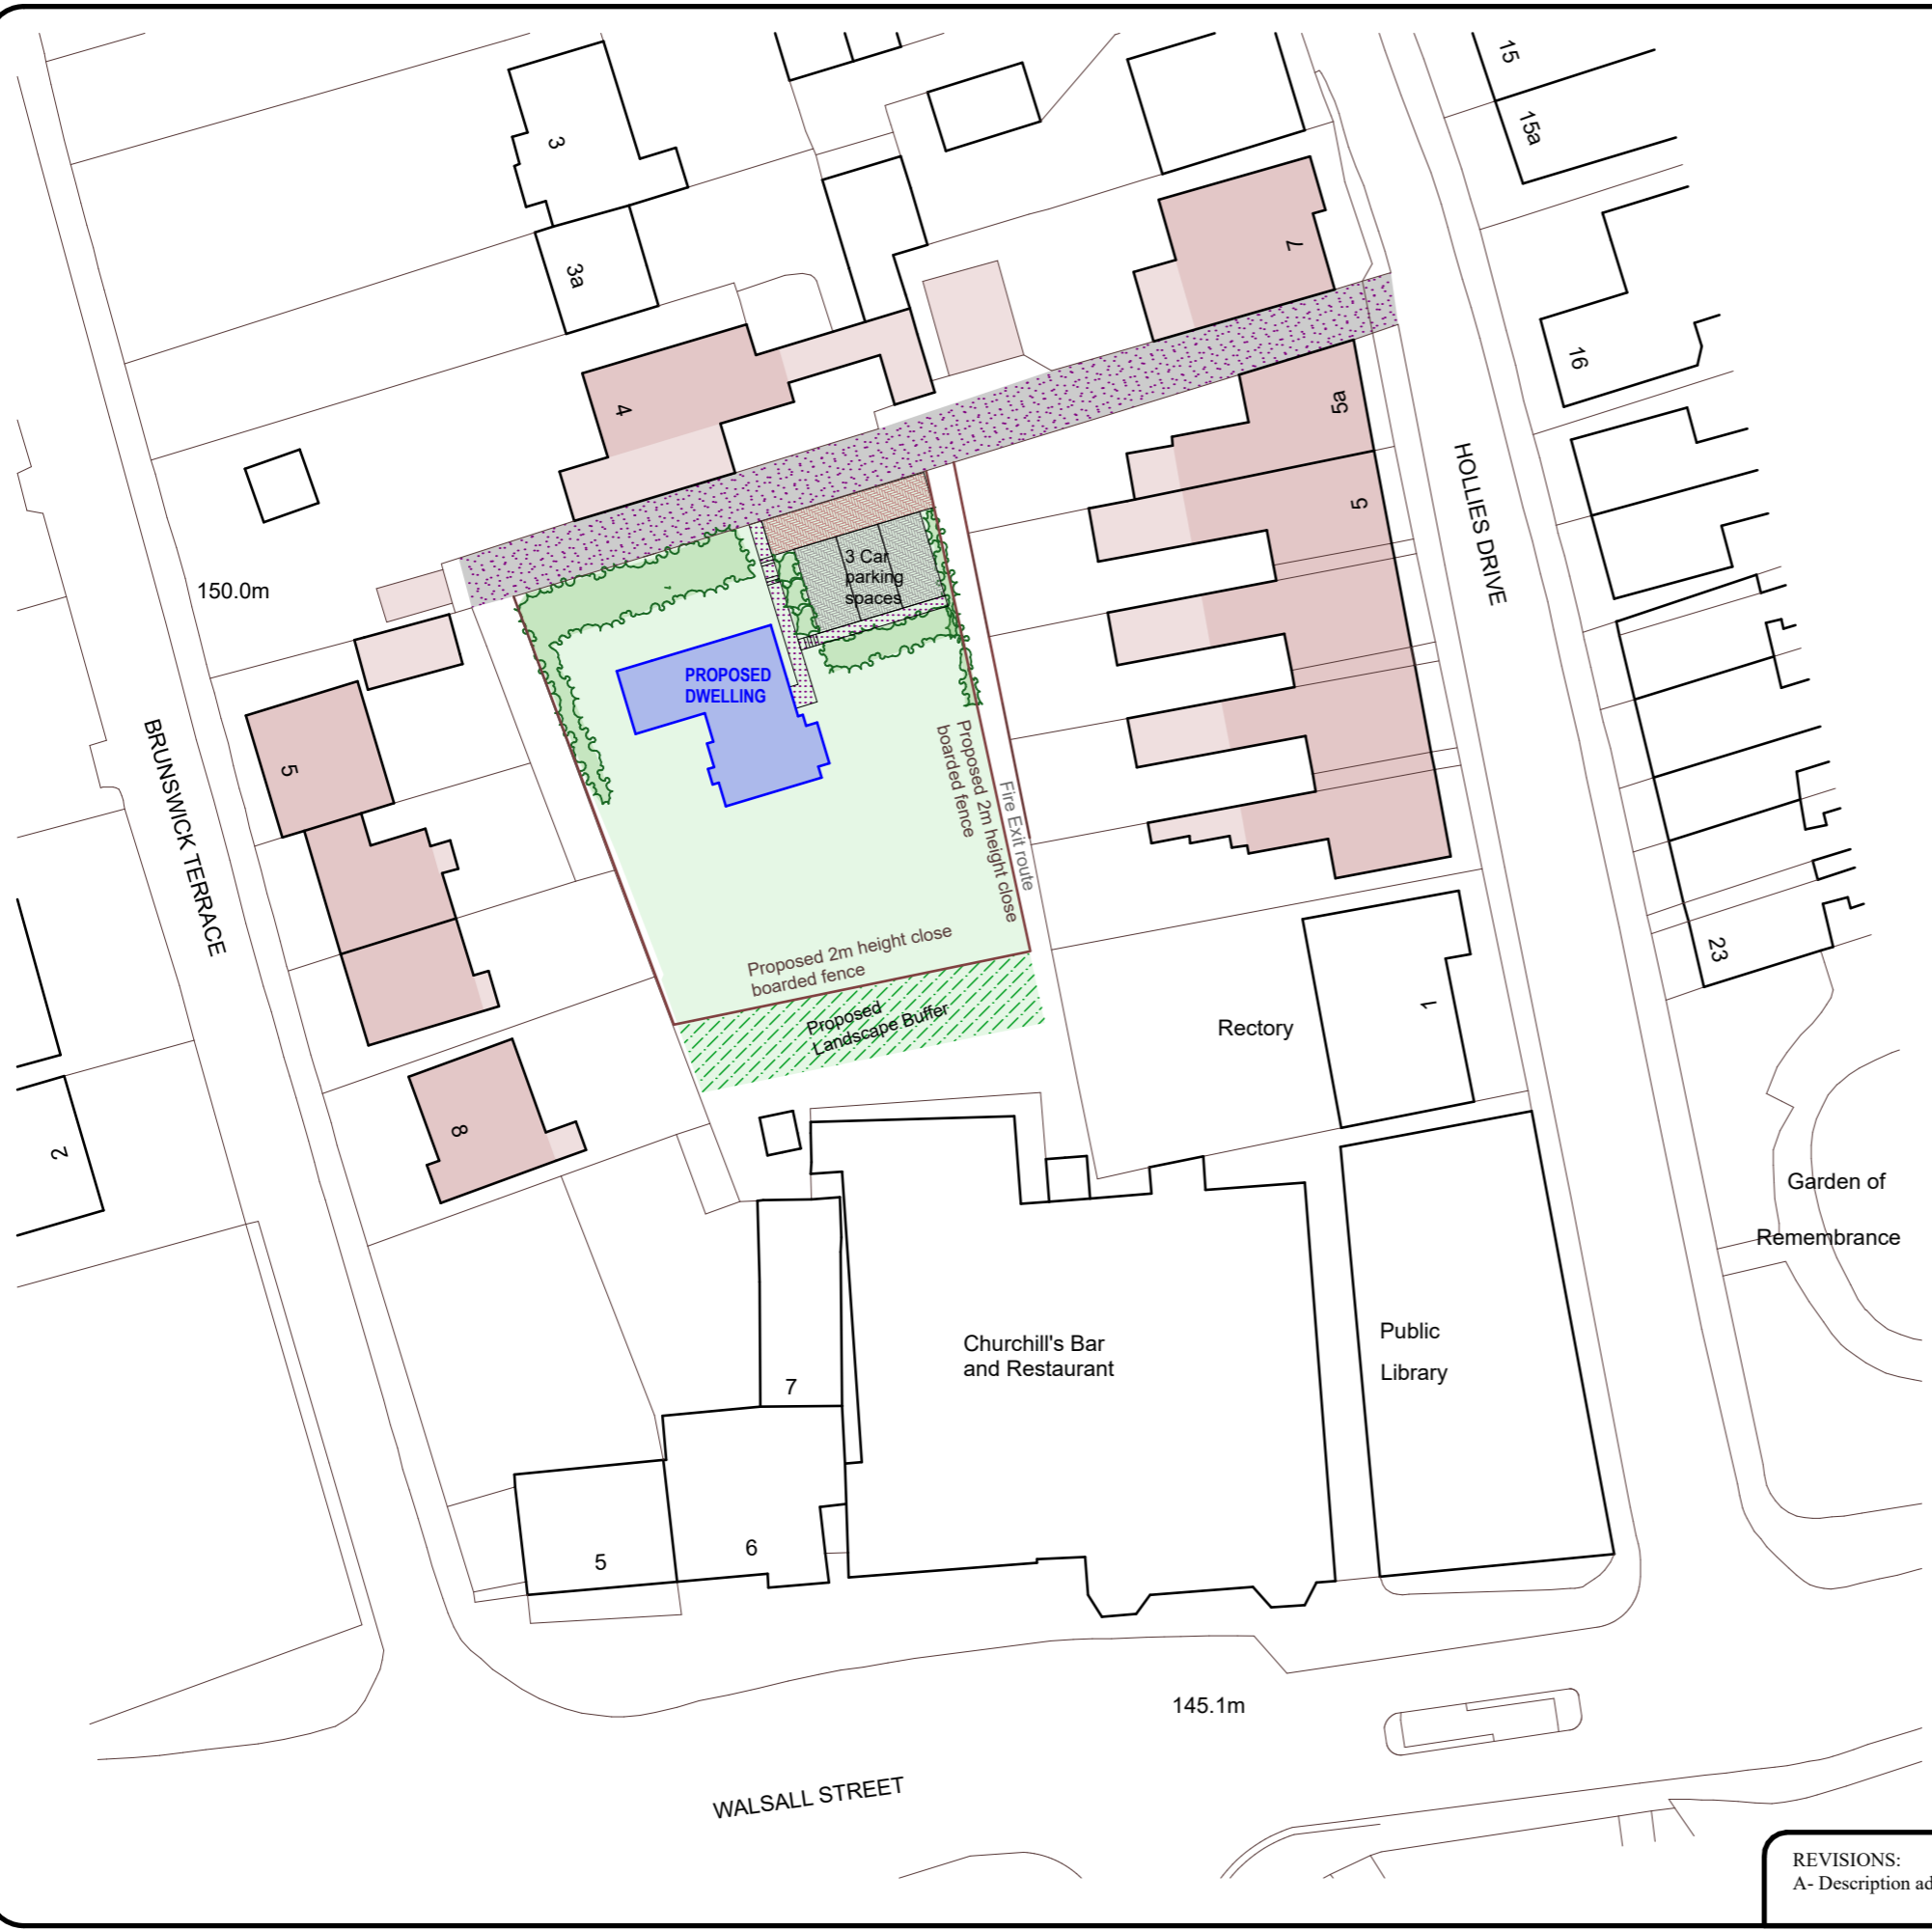 15
15a
3
3a
7
16
4
5a
5
HOLLIES DRIVE
150.0m
3 Car
parking
spaces
PROPOSED
DWELLING
BRUNSWICK TERRACE
5
Proposed 2m height close
boarded fence
Fire Exit route
Proposed 2m height close
boarded fence
Proposed
Landscape Buffer
23
Rectory
1
8
2
Garden of
Remembrance
Churchill's Bar
and Restaurant
Public
Library
7
6
5
145.1m
WALSALL STREET
REVISIONS:
A- Description ad